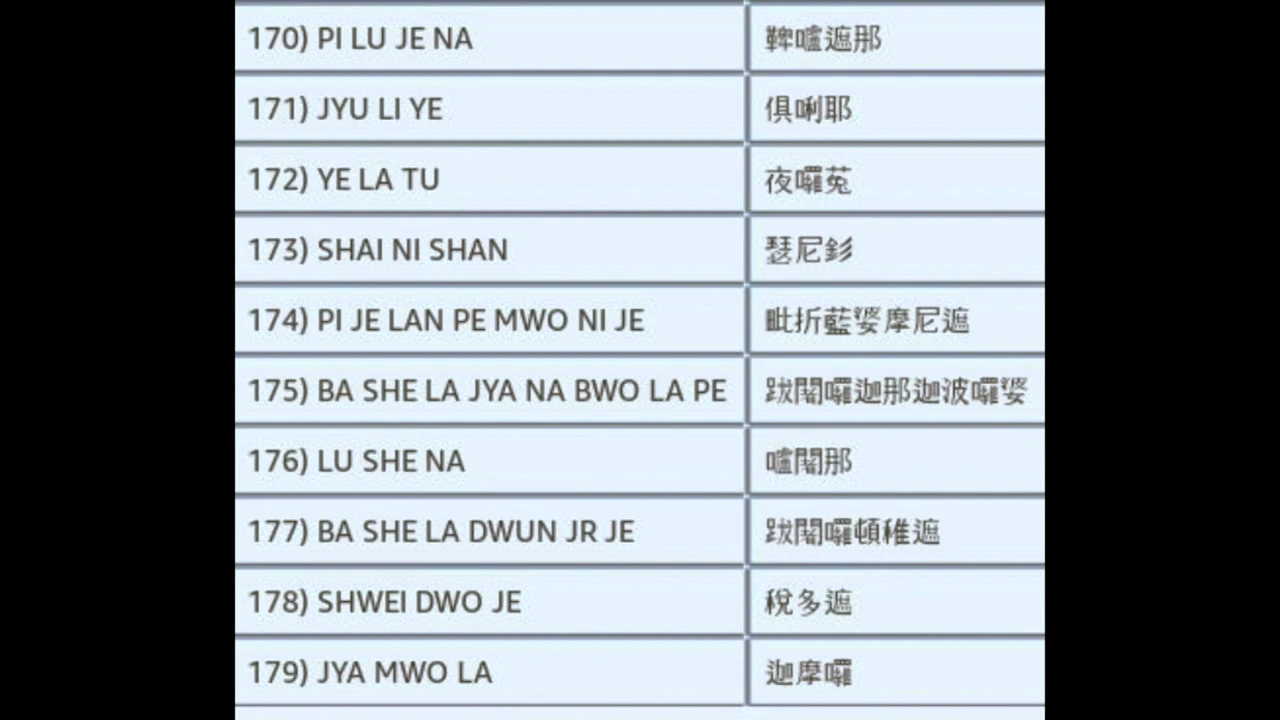 170) PI LU JE NA 鞞嚧遮那
171) JYU LI YE 俱唎耶
172) YE LA TU 夜囉菟
173) SHAI NI SHAN 瑟尼釤
174) PI JE LAN PE MWO NI JE 毗折藍婆摩尼遮
175) BA SHE LA JYA NA BWO LA PE 跋闍囉迦那迦波囉婆
176) LU SHE NA 嚧闍那
177) BA SHE LA DWUN JR JE 跋闍囉頓稚遮
178) SHWEI DWO JE 稅多遮
179) JYA MWO LA 迦摩囉